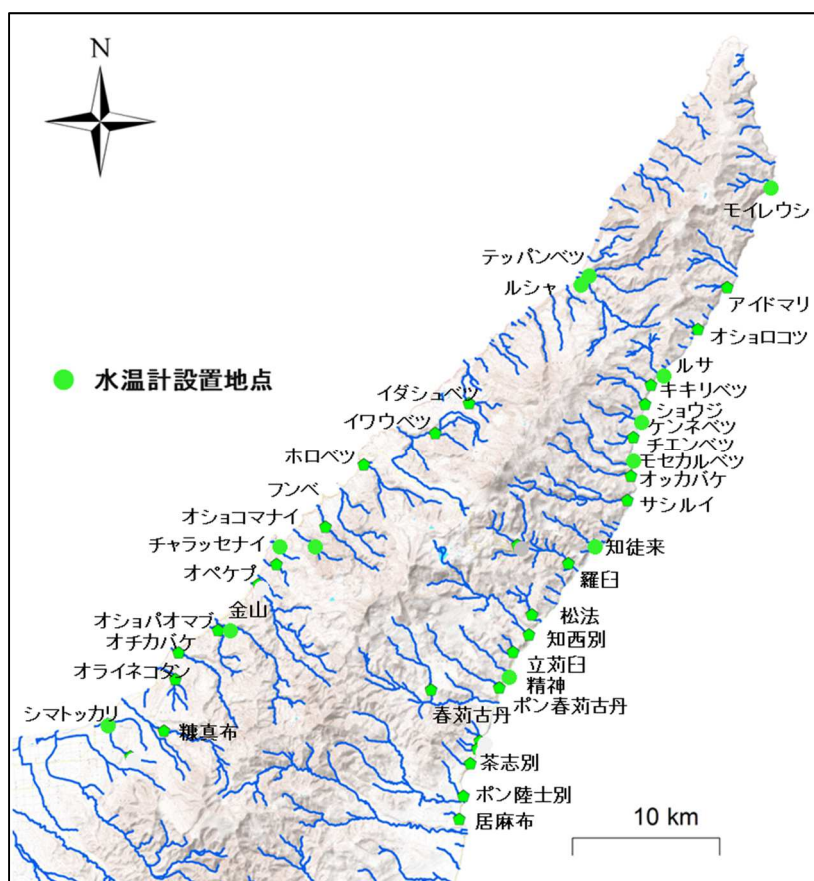 N
モイレウシ
テッパンベツ
ルシャ
アイドマリ
オショロコツ
ルサ
水温計設置地点
キキリベツ
イダシュベツ
ショウジ
ケンネベツ
イワウベツ
チエンベツ
ホロベツ
モセカルベツ
オッカバケ
フンベ
サシルイ
オショコマナイ
チャラッセナイ
知徒来
オペケプ
羅臼
金山
オショパオマブ
松法
オチカバケ
知西別
オライネコタン
立苅臼
精神
春苅古丹
ポン春苅古丹
シマトッカリ
糠真布
茶志別
ポン陸士別
居麻布
10 km